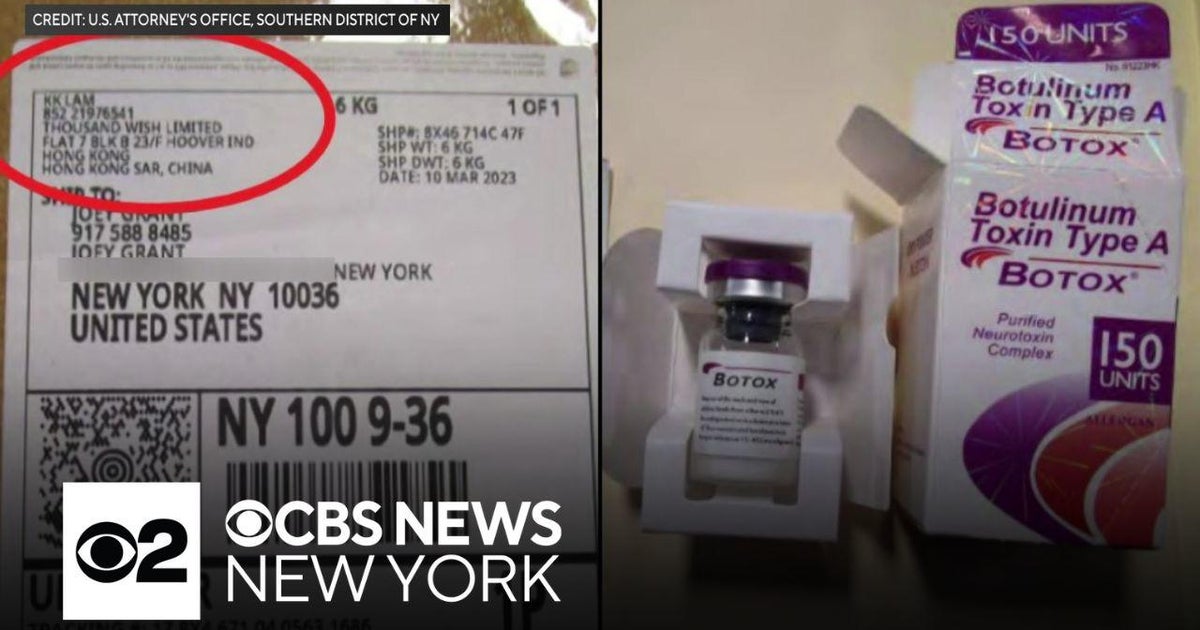 CREDIT: U.S. ATTORNEY'S OFFICE, SOUTHERN DISTRICT OF NY
KK LAM
852 21976541
THOUSAND WISH LIMITED
FLAT 7 BLK B 23/F HOOVER IND
HONG KONG
HONG KONG SAR, CHINA
6 KG
1 OF 1
SHP#: 8X46 714C 47F
SHP WT: 6 KG
SHP DWT: 6 KG
DATE: 10 MAR 2023
SHIP TO:
JOEY GRANT
917 588 8485
JOEY GRANT
NEW YORK
NEW YORK NY 10036
UNITED STATES
NY 100 9-36
2
CBS NEWS
NEW YORK
150 UNITS
No. 91223HK
Botulinum
Toxin Type A
BOTOX®
Botulinum
Toxin Type A
BOTOX®
Purified
Neurotoxin
Complex
150
UNITS
ALLERGAN
BOTOX